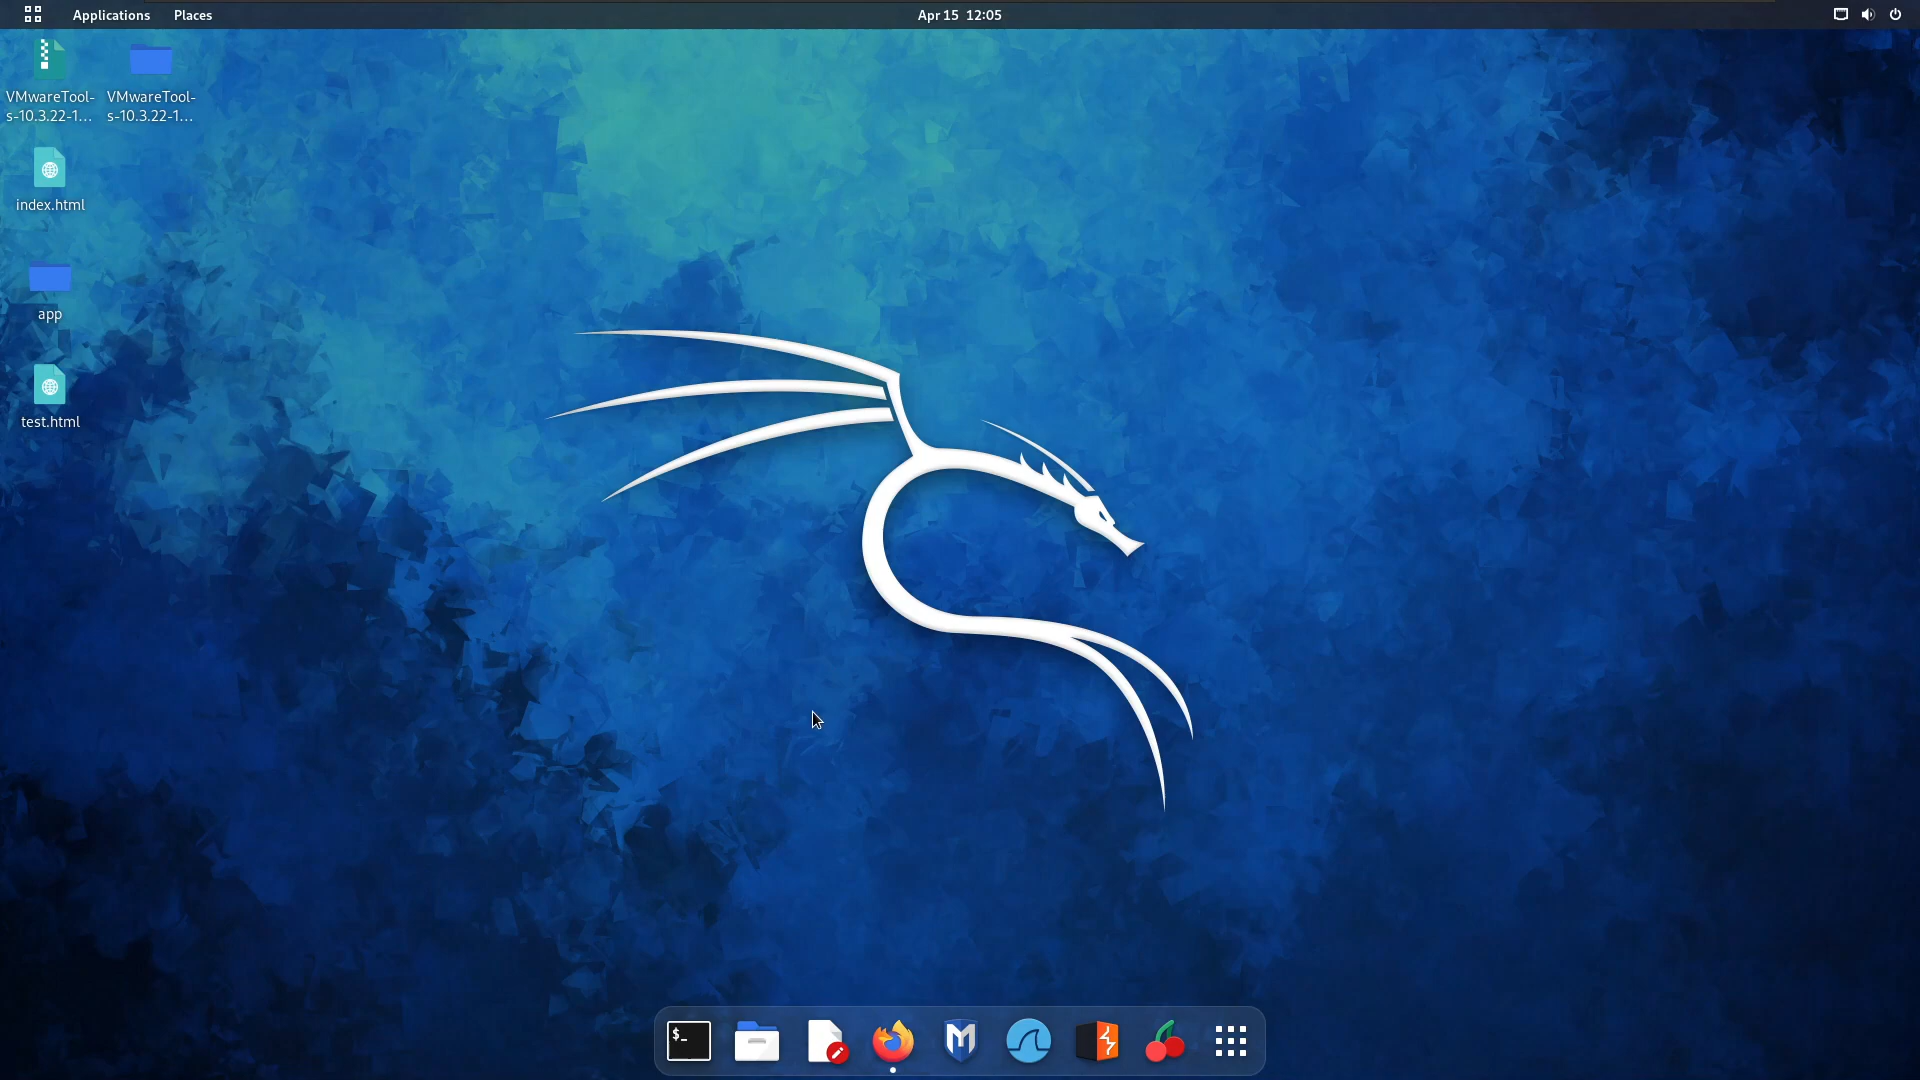 Applications Places Apr 15 12:05
VMwareTool-
s-10.3.22-1...
VMwareTool-
s-10.3.22-1...
index.html
app
test.html
$_